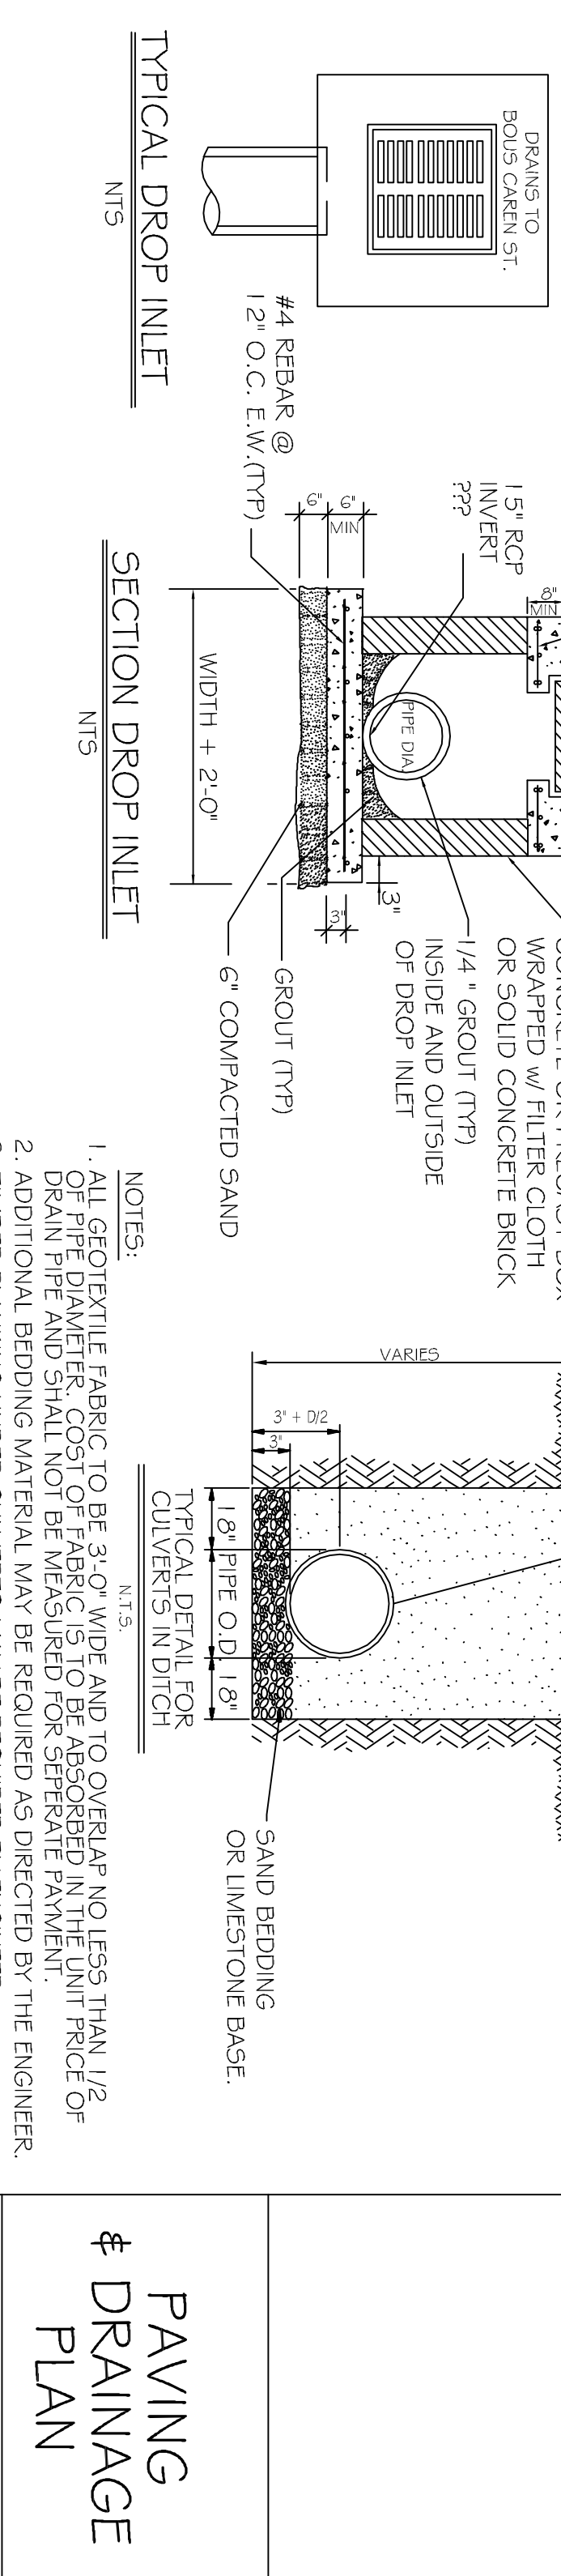 DRAINS TO
BOUS CAREN ST.
TYPICAL DROP INLET
NTS
15" RCP
INVERT
???
#4 REBAR @
12" O.C. E.W.(TYP)
8"
MIN
6"
6"
MIN
PIPE DIA.
WIDTH + 2'-0"
3"
3"
WRAPPED W/ FILTER CLOTH
OR SOLID CONCRETE BRICK
1/4 " GROUT (TYP)
INSIDE AND OUTSIDE
OF DROP INLET
GROUT (TYP)
6" COMPACTED SAND
SECTION DROP INLET
NTS
VARIES
3" + D/2
3"
18" PIPE O.D 18"
SAND BEDDING
OR LIMESTONE BASE.
TYPICAL DETAIL FOR
CULVERTS IN DITCH
N.T.S.
NOTES:
1. ALL GEOTEXTILE FABRIC TO BE 3'-0" WIDE AND TO OVERLAP NO LESS THAN 1/2
OF PIPE DIAMETER. COST OF FABRIC IS TO BE ABSORBED IN THE UNIT PRICE OF
DRAIN PIPE AND SHALL NOT BE MEASURED FOR SEPERATE PAYMENT.
2. ADDITIONAL BEDDING MATERIAL MAY BE REQUIRED AS DIRECTED BY THE ENGINEER.
PAVING
& DRAINAGE
PLAN